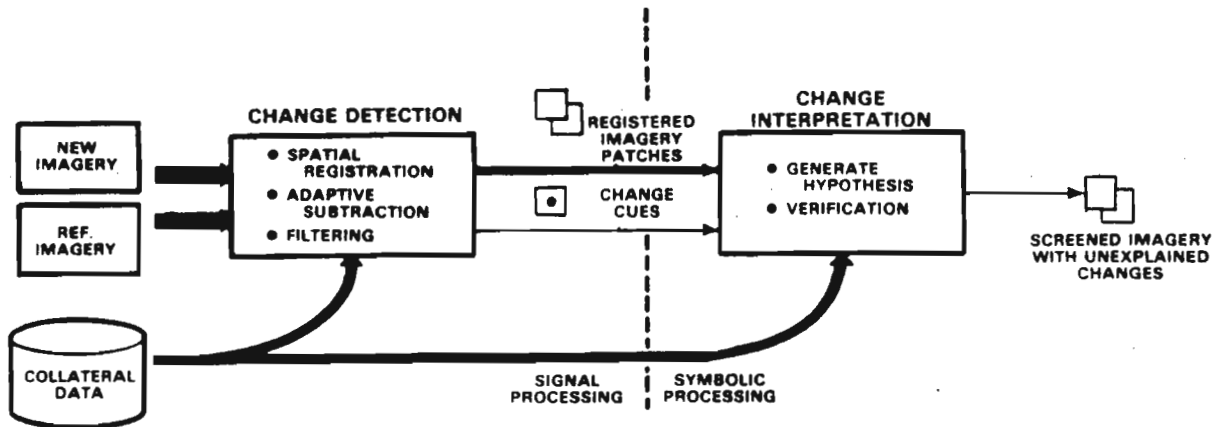 NEW
IMAGERY
REF.
IMAGERY
COLLATERAL
DATA
CHANGE DETECTION
● SPATIAL
REGISTRATION
● ADAPTIVE
SUBTRACTION
● FILTERING
REGISTERED
IMAGERY
PATCHES
CHANGE
CUES
CHANGE
INTERPRETATION
● GENERATE
HYPOTHESIS
● VERIFICATION
SCREENED IMAGERY
WITH UNEXPLAINED
CHANGES
SIGNAL
PROCESSING
SYMBOLIC
PROCESSING